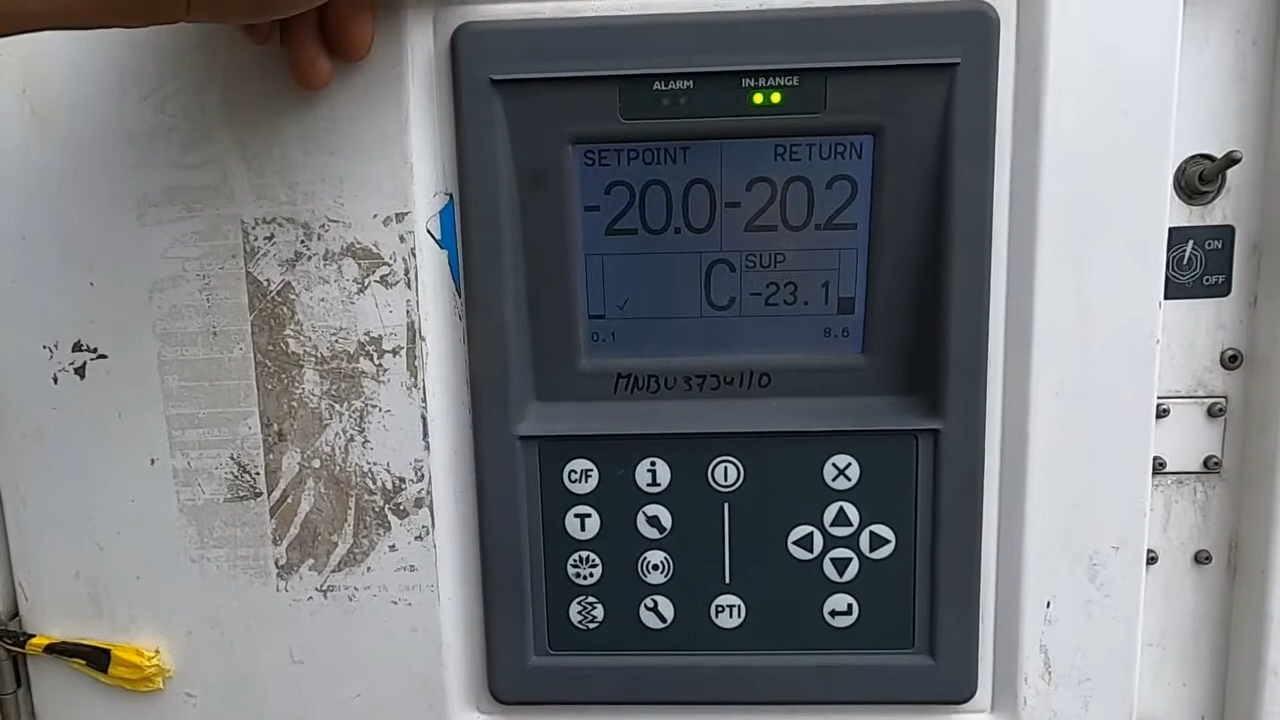 ALARM IN-RANGE
SETPOINT RETURN
-20.0 -20.2
C SUP
-23.1
0.1 8.6
MNBU3734110
ON
OFF
C/F
T
PTI